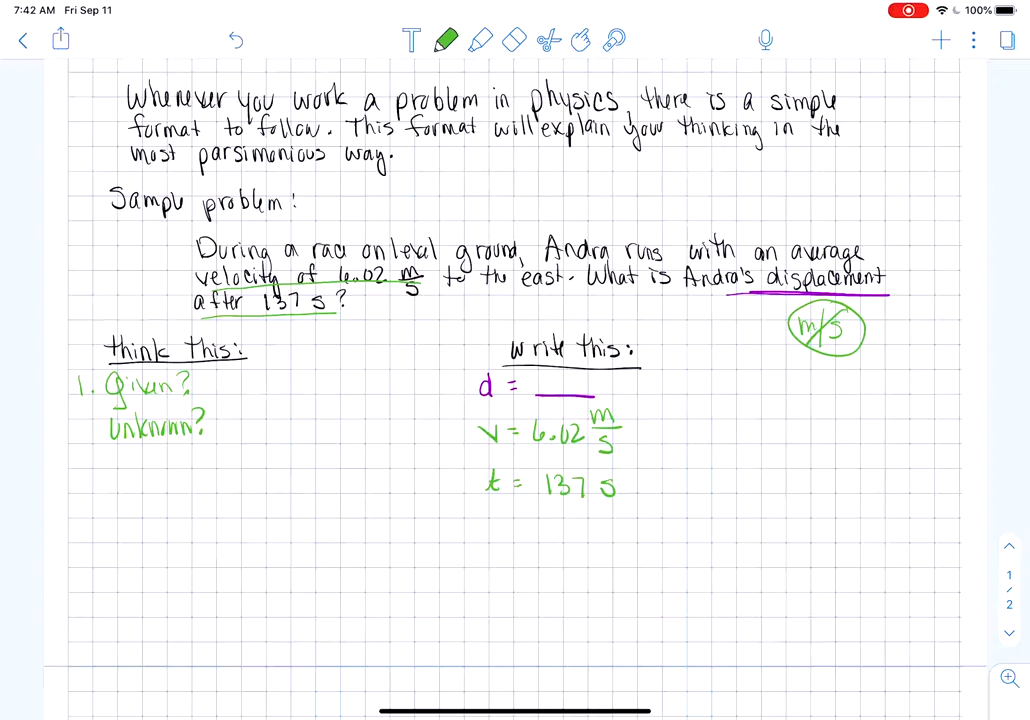 7:42 AM Fri Sep 11
100%
T
Whenever you work a problem in physics, there is a simple
format to follow. This format will explain your thinking in the
most parsimonious way.
Sample problem:
During a race on level ground, Andra runs with an average
velocity of 6.02 m/s to the east. What is Andra's displacement
after 137 s?
m/s
Think this:
Write this:
1. Given?
d = ____
Unknown?
v = 6.02 m/s
t = 137 s
1
/
2